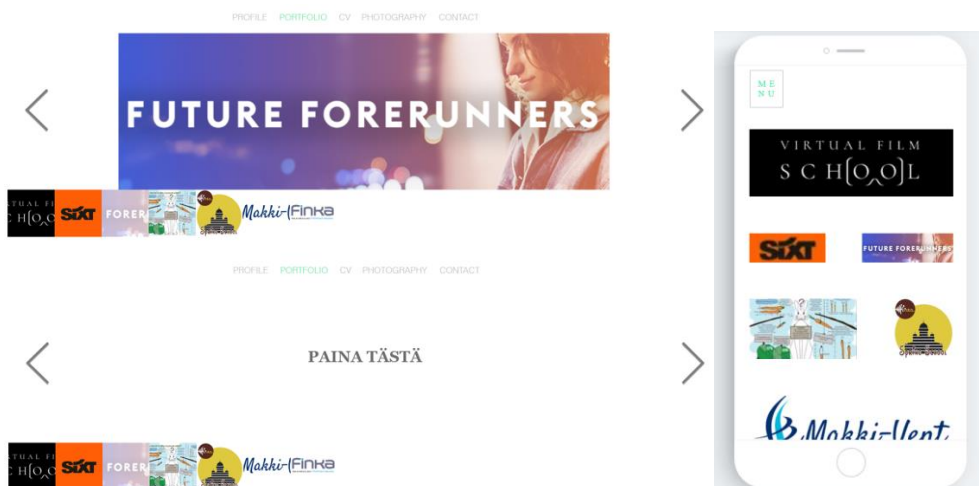 PROFILE PORTFOLIO CV PHOTOGRAPHY CONTACT
FUTURE FORERUNNERS
SiXT FORER Makki-( Finka
PROFILE PORTFOLIO CV PHOTOGRAPHY CONTACT
PAINA TÄSTÄ
SiXT FORER Makki-( Finka
ME
NU
VIRTUAL FILM
SCH[O_O]L
SiXT FUTURE FORERUNNERS
Makki-Vent